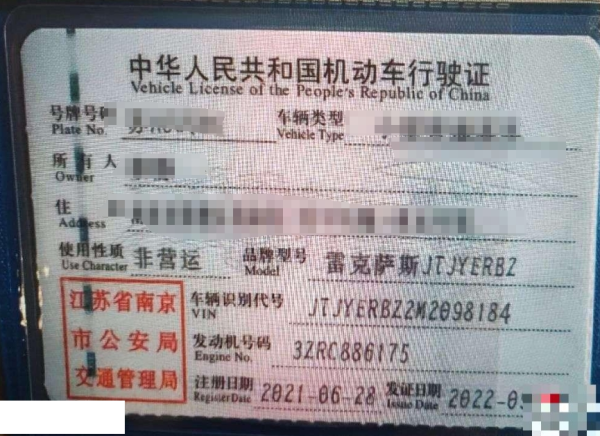 中华人民共和国机动车行驶证
Vehicle License of the People's Republic of China
号牌号码
Plate No.
车辆类型
Vehicle Type
所有人
Owner
住
Address
使用性质 非营运
Use Character
品牌型号 雷克萨斯JTJYERBZ
Model
江苏省南京
市公安局
交通管理局
车辆识别代号 JTJYERBZ2M2098184
VIN
发动机号码 3ZRC886175
Engine No.
注册日期 2021-06-28
Register Date
发证日期 2022-0
Issue Date